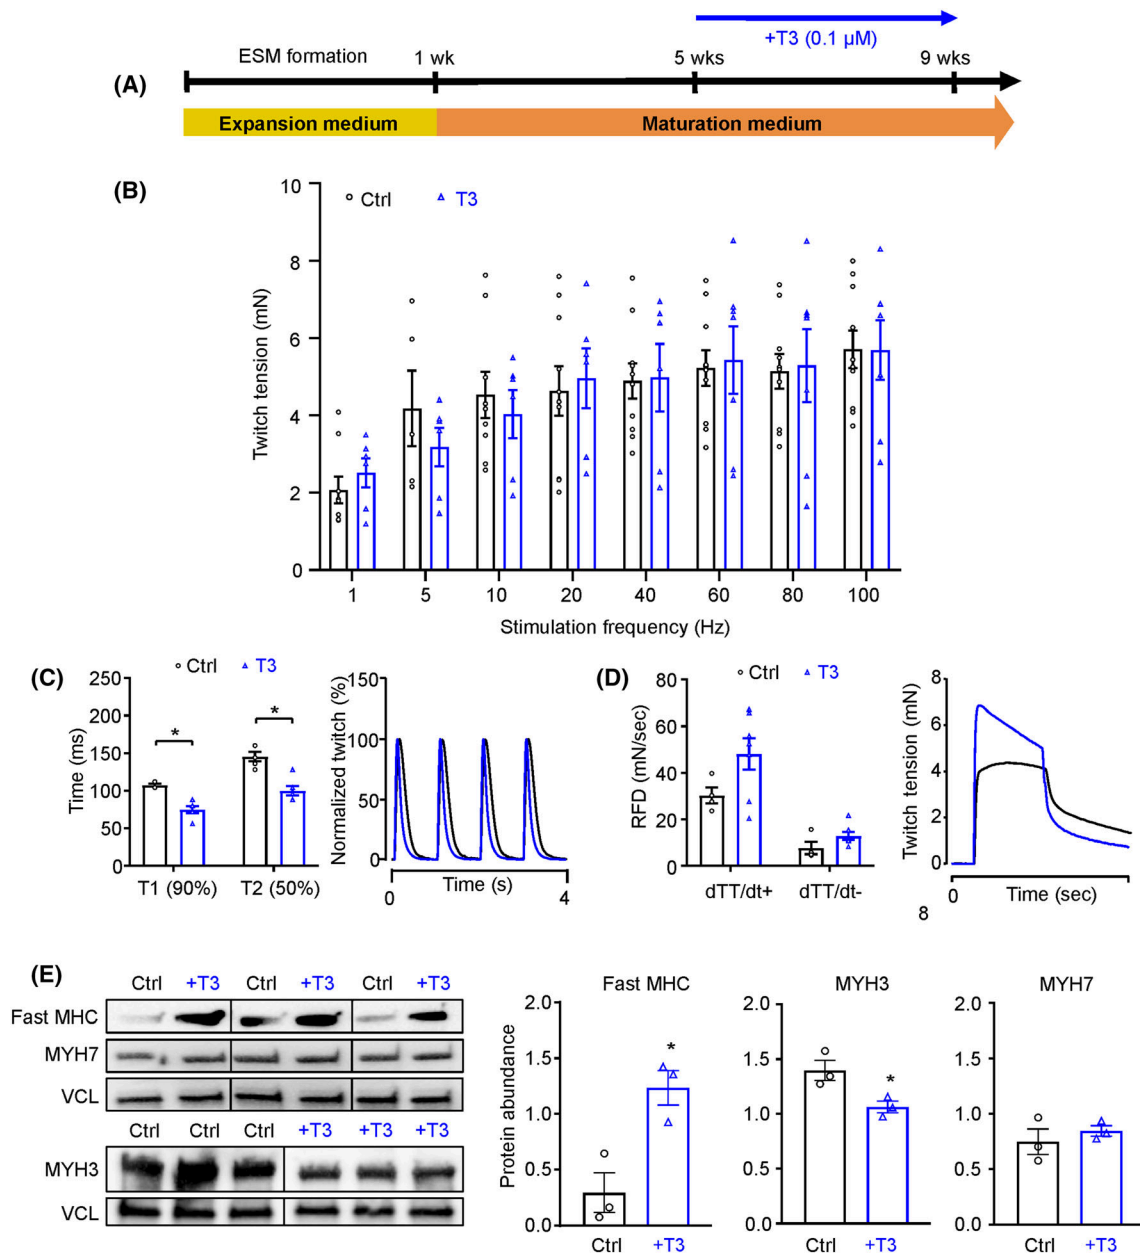 +T3 (0.1 µM)
ESM formation 1 wk 5 wks 9 wks
(A)
Expansion medium Maturation medium
(B)
Ctrl T3
Twitch tension (mN)
10
8
6
4
2
0
1 5 10 20 40 60 80 100
Stimulation frequency (Hz)
(C)
Ctrl T3
Time (ms)
250
200
150
100
50
0
* *
T1 (90%) T2 (50%)
Normalized twitch (%)
150
100
50
0
Time (s)
0 4
(D)
Ctrl T3
RFD (mN/sec)
80
60
40
20
0
dTT/dt+ dTT/dt-
Twitch tension (mN)
8
6
4
2
0
0 Time (sec)
8
(E)
Ctrl +T3 Ctrl +T3 Ctrl +T3
Fast MHC
MYH7
VCL
Ctrl Ctrl Ctrl +T3 +T3 +T3
MYH3
VCL
Fast MHC
Protein abundance
2.0
1.5
1.0
0.5
0.0
*
Ctrl +T3
MYH3
2.0
1.5
1.0
0.5
0.0
*
Ctrl +T3
MYH7
2.0
1.5
1.0
0.5
0.0
Ctrl +T3